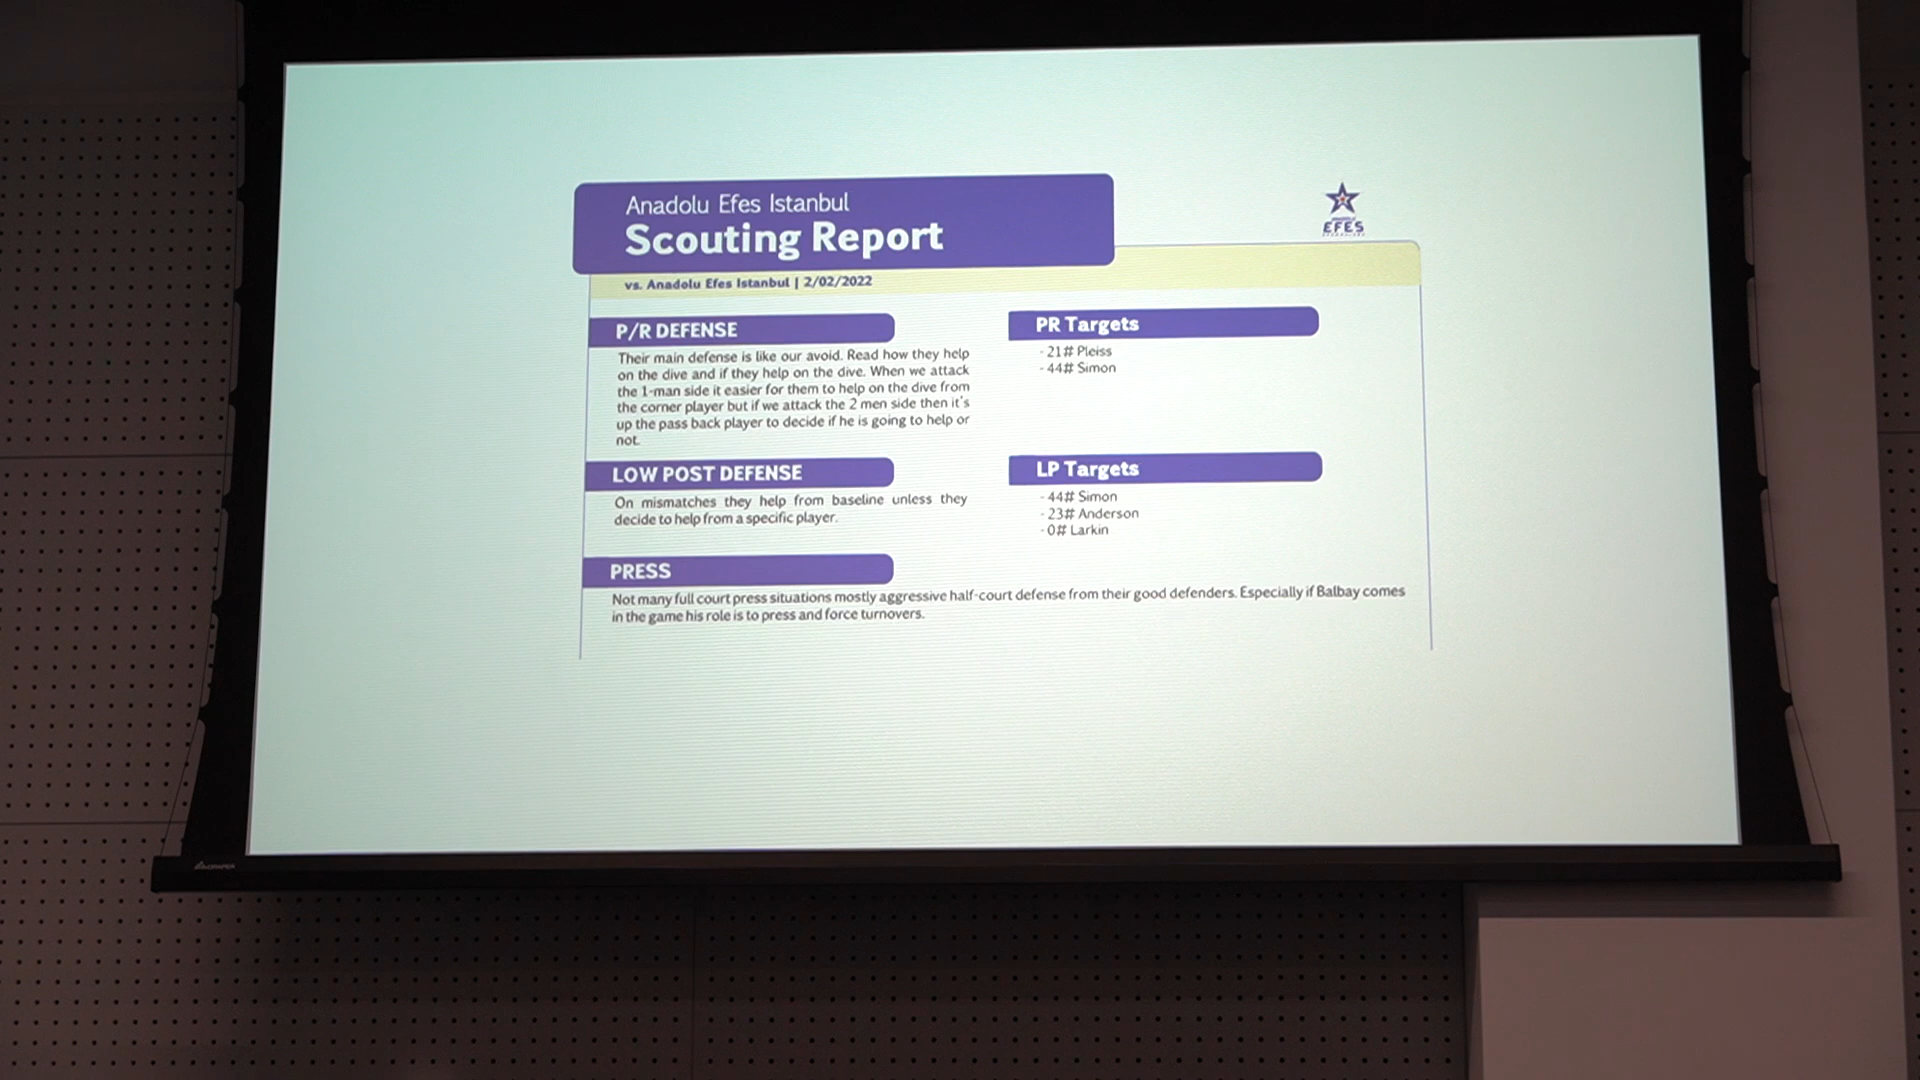 Anadolu Efes Istanbul
Scouting Report
EFES
vs. Anadolu Efes Istanbul | 2/02/2022
P/R DEFENSE
Their main defense is like our avoid. Read how they help
on the dive and if they help on the dive. When we attack
the 1-man side it easier for them to help on the dive from
the corner player but if we attack the 2 men side then it's
up the pass back player to decide if he is going to help or
not.
PR Targets
- 21# Pleiss
- 44# Simon
LOW POST DEFENSE
On mismatches they help from baseline unless they
decide to help from a specific player.
LP Targets
- 44# Simon
- 23# Anderson
- 0# Larkin
PRESS
Not many full court press situations mostly aggressive half-court defense from their good defenders. Especially if Balbay comes
in the game his role is to press and force turnovers.